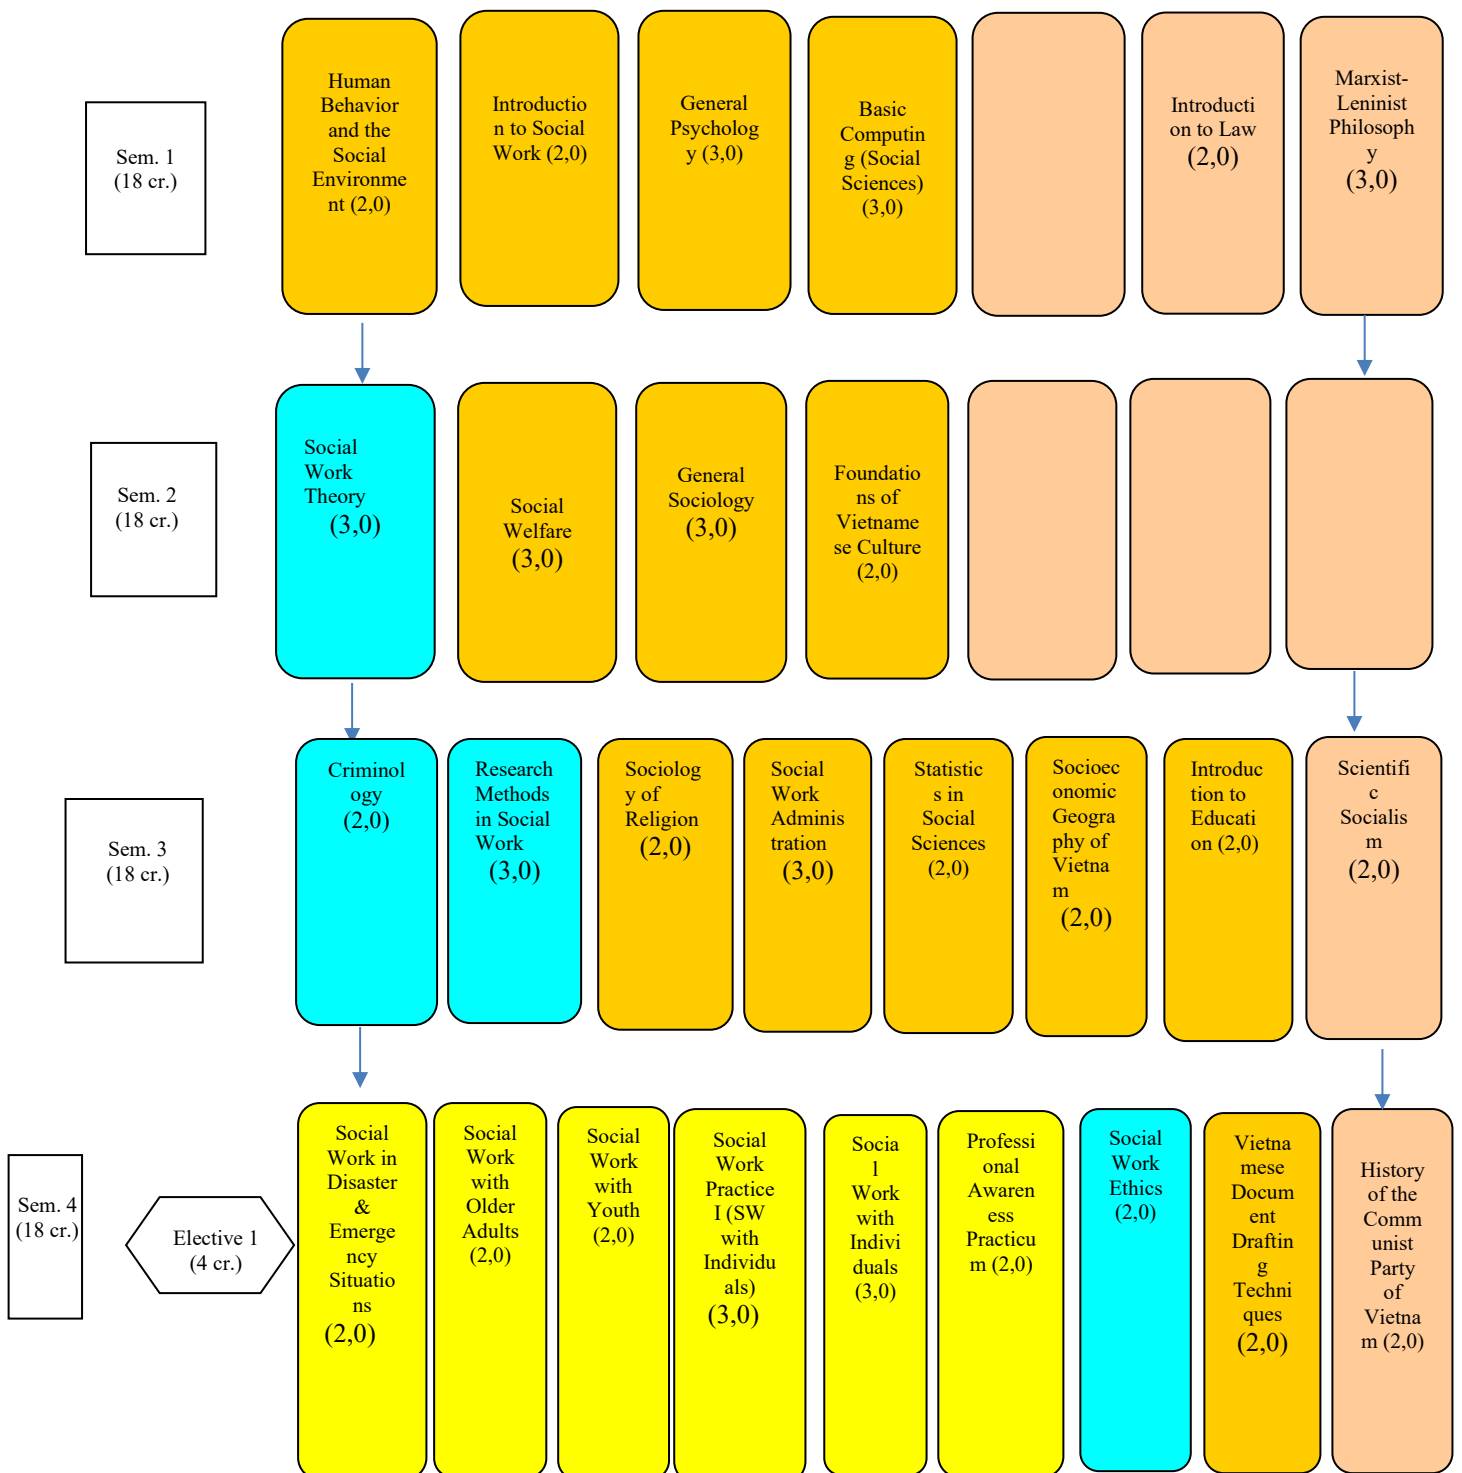 Sem. 1
(18 cr.)
Human
Behavior
and the
Social
Environme
nt (2,0)
Introductio
n to Social
Work (2,0)
General
Psycholog
y (3,0)
Basic
Computin
g (Social
Sciences)
(3,0)
Introducti
on to Law
(2,0)
Marxist-
Leninist
Philosoph
y
(3,0)
Sem. 2
(18 cr.)
Social
Work
Theory
(3,0)
Social
Welfare
(3,0)
General
Sociology
(3,0)
Foundatio
ns of
Vietname
se Culture
(2,0)
Sem. 3
(18 cr.)
Criminol
ogy
(2,0)
Research
Methods
in Social
Work
(3,0)
Sociolog
y of
Religion
(2,0)
Social
Work
Adminis
tration
(3,0)
Statistic
s in
Social
Sciences
(2,0)
Socioec
onomic
Geogra
phy of
Vietna
m
(2,0)
Introduc
tion to
Educati
on (2,0)
Scientifi
c
Socialis
m
(2,0)
Sem. 4
(18 cr.)
Elective 1
(4 cr.)
Social
Work in
Disaster
&
Emerge
ncy
Situatio
ns
(2,0)
Social
Work
with
Older
Adults
(2,0)
Social
Work
with
Youth
(2,0)
Social
Work
Practice
I (SW
with
Individu
als)
(3,0)
Socia
l
Work
with
Indivi
duals
(3,0)
Professi
onal
Awaren
ess
Practicu
m (2,0)
Social
Work
Ethics
(2,0)
Vietna
mese
Docum
ent
Draftin
g
Techni
ques
(2,0)
History
of the
Comm
unist
Party
of
Vietna
m (2,0)